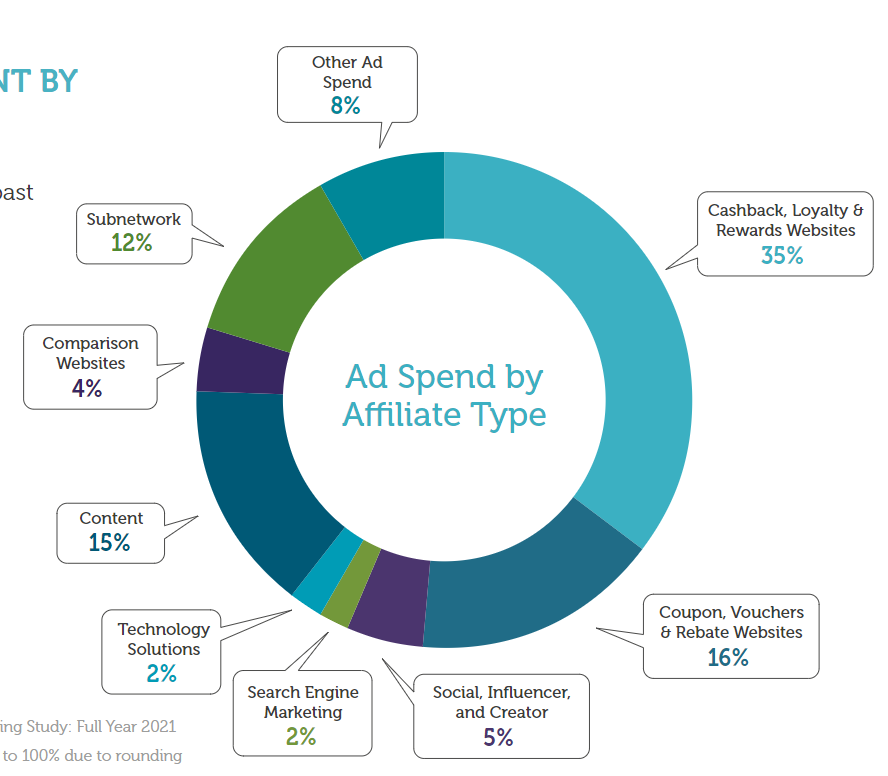 NT BY
past
Other Ad
Spend
8%
Cashback, Loyalty &
Rewards Websites
35%
Subnetwork
12%
Comparison
Websites
4%
Ad Spend by
Affiliate Type
Content
15%
Coupon, Vouchers
& Rebate Websites
16%
Technology
Solutions
2%
Search Engine
Marketing
2%
Social, Influencer,
and Creator
5%
ing Study: Full Year 2021
to 100% due to rounding